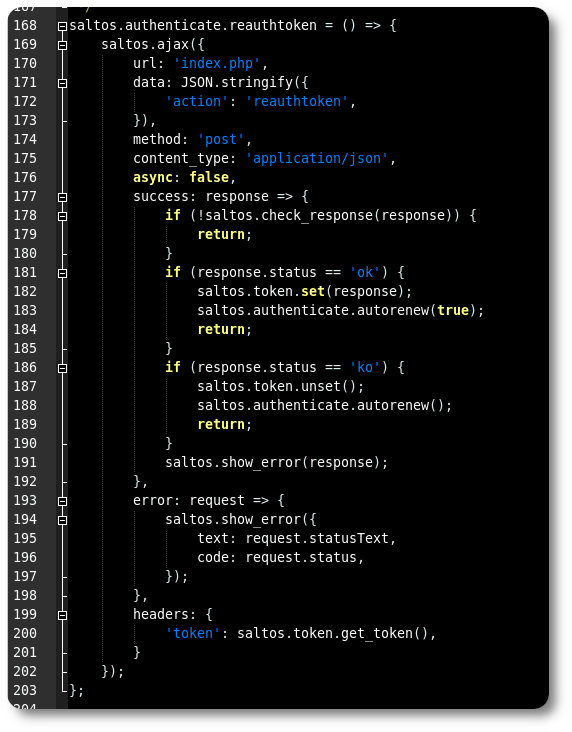 168 saltos.authenticate.reauthtoken = () => {
169     saltos.ajax({
170         url: 'index.php',
171         data: JSON.stringify({
172             'action': 'reauthtoken',
173         }),
174         method: 'post',
175         content_type: 'application/json',
176         async: false,
177         success: response => {
178             if (!saltos.check_response(response)) {
179                 return;
180             }
181             if (response.status == 'ok') {
182                 saltos.token.set(response);
183                 saltos.authenticate.autorenew(true);
184                 return;
185             }
186             if (response.status == 'ko') {
187                 saltos.token.unset();
188                 saltos.authenticate.autorenew();
189                 return;
190             }
191             saltos.show_error(response);
192         },
193         error: request => {
194             saltos.show_error({
195                 text: request.statusText,
196                 code: request.status,
197             });
198         },
199         headers: {
200             'token': saltos.token.get_token(),
201         }
202     });
203 };